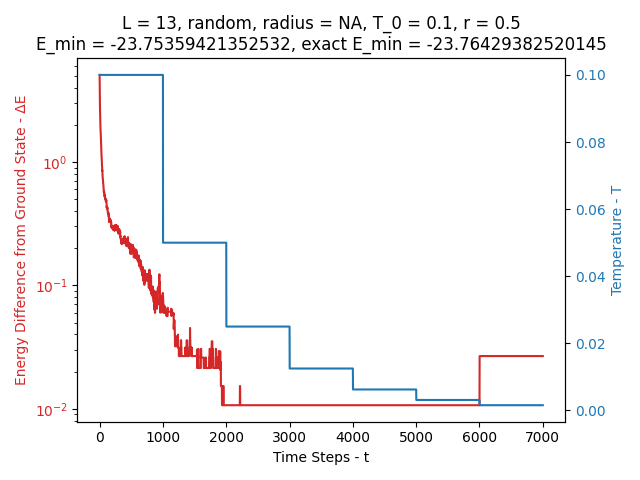 L = 13, random, radius = NA, T_0 = 0.1, r = 0.5
E_min = -23.75359421352532, exact E_min = -23.76429382520145
Energy Difference from Ground State - ΔE
10^0
10^-1
10^-2
0 1000 2000 3000 4000 5000 6000 7000
Time Steps - t
0.10
0.08
0.06
0.04
0.02
0.00
Temperature - T